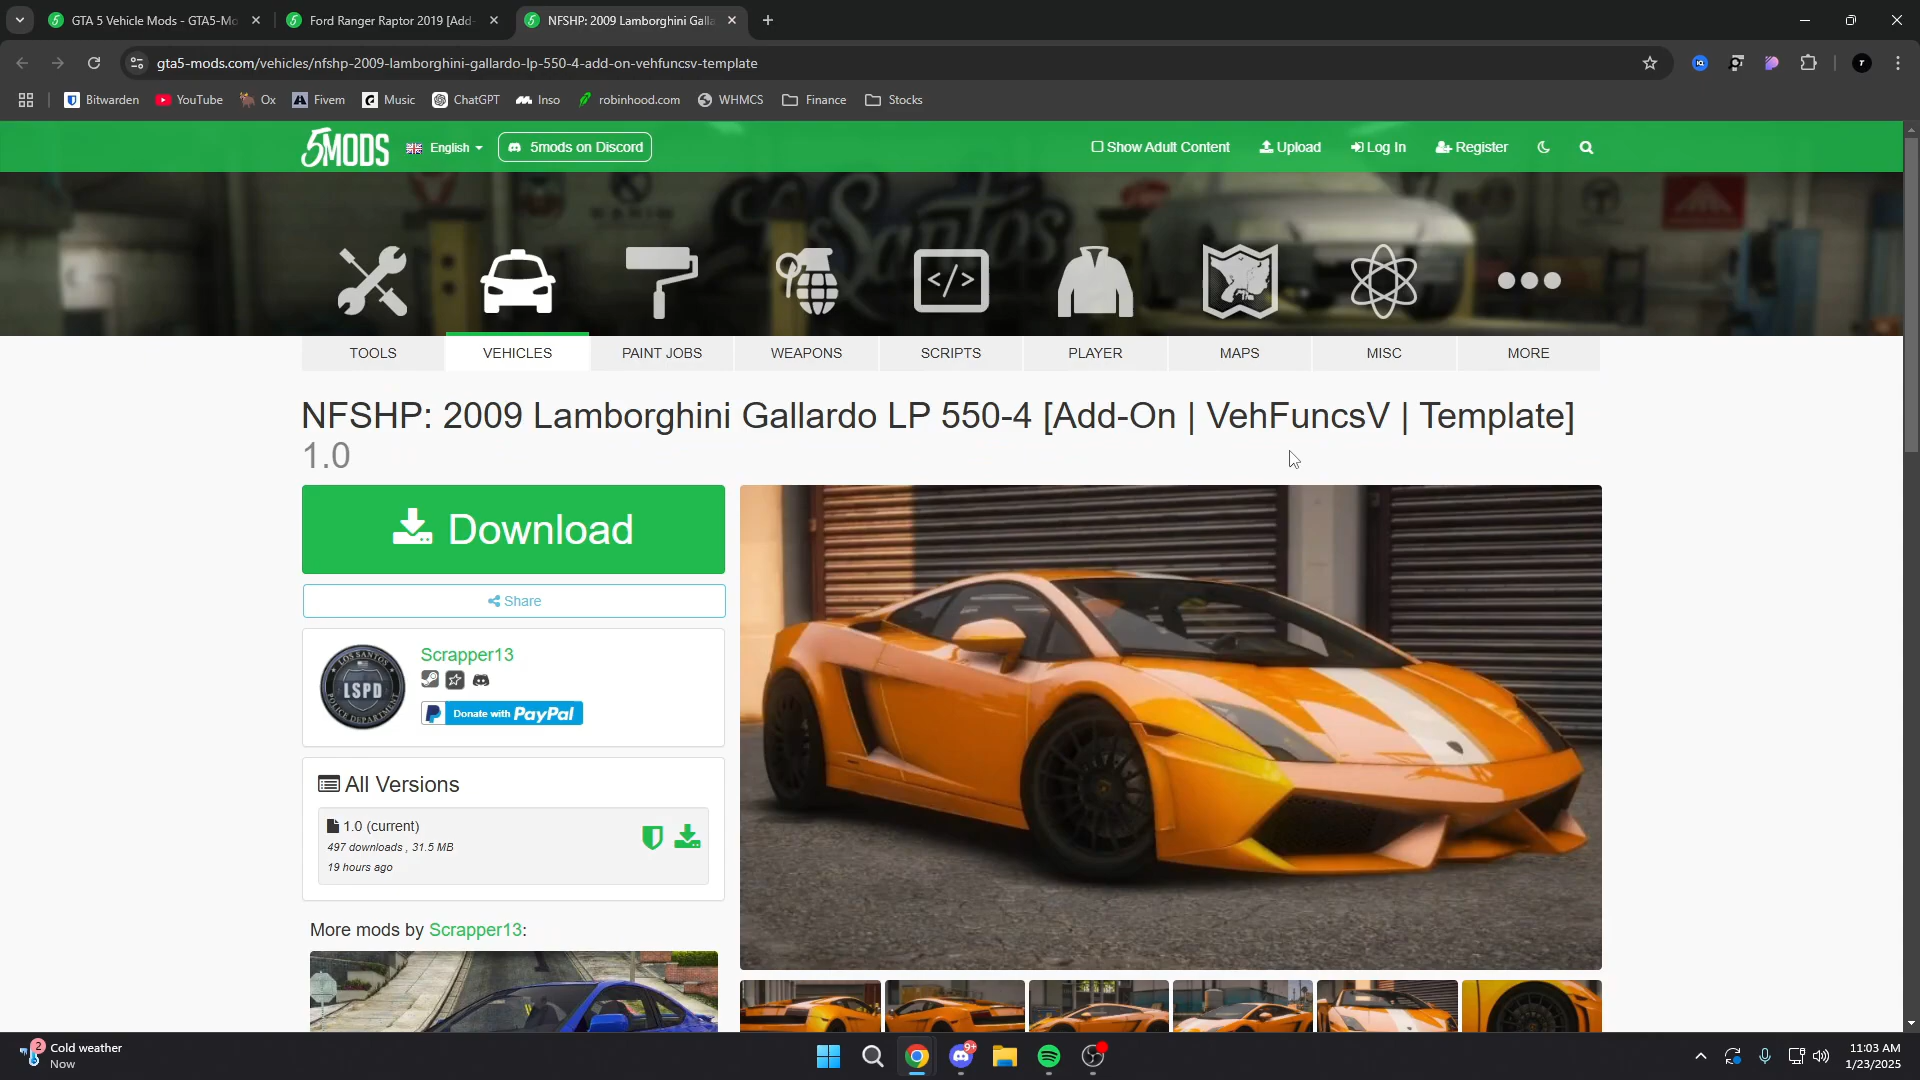 GTA 5 Vehicle Mods - GTA5-Mo
Ford Ranger Raptor 2019 [Add-
NFSHP: 2009 Lamborghini Galla
gta5-mods.com/vehicles/nfshp-2009-lamborghini-gallardo-lp-550-4-add-on-vehfuncsv-template
Bitwarden
YouTube
Ox
Fivem
Music
ChatGPT
Inso
robinhood.com
WHMCS
Finance
Stocks
5MODS
English
5mods on Discord
Show Adult Content
Upload
Log In
Register
TOOLS
VEHICLES
PAINT JOBS
WEAPONS
SCRIPTS
PLAYER
MAPS
MISC
MORE
NFSHP: 2009 Lamborghini Gallardo LP 550-4 [Add-On | VehFuncsV | Template]
1.0
Download
Share
LSPD
Scrapper13
Donate with PayPal
All Versions
1.0 (current)
497 downloads , 31.5 MB
19 hours ago
More mods by Scrapper13:
2
Cold weather
Now
9+
11:03 AM
1/23/2025